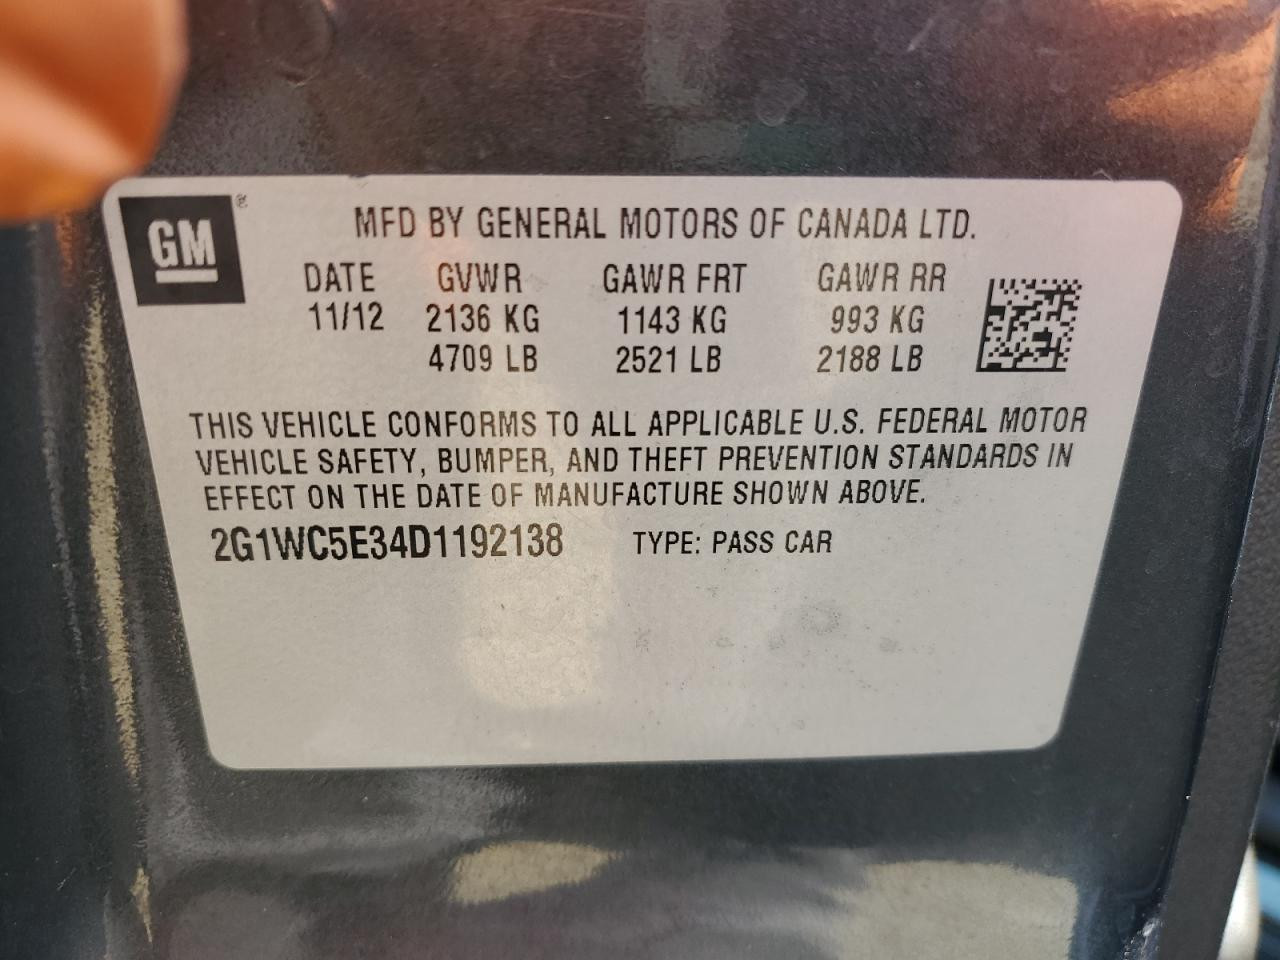 GM®
MFD BY GENERAL MOTORS OF CANADA LTD.
DATE GVWR GAWR FRT GAWR RR
11/12 2136 KG 1143 KG 993 KG
4709 LB 2521 LB 2188 LB
THIS VEHICLE CONFORMS TO ALL APPLICABLE U.S. FEDERAL MOTOR
VEHICLE SAFETY, BUMPER, AND THEFT PREVENTION STANDARDS IN
EFFECT ON THE DATE OF MANUFACTURE SHOWN ABOVE.
2G1WC5E34D1192138 TYPE: PASS CAR